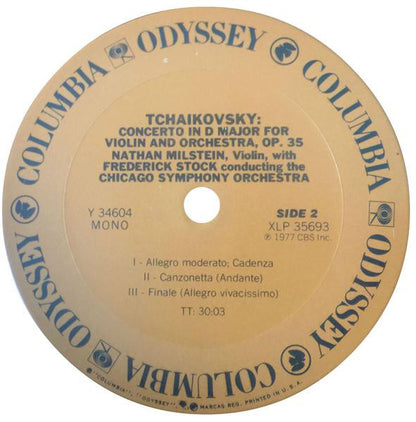 COLUMBIA ODYSSEY COLUMBIA ODYSSEY COLUMBIA ODYSSEY
TCHAIKOVSKY:
CONCERTO IN D MAJOR FOR
VIOLIN AND ORCHESTRA, OP. 35
NATHAN MILSTEIN, Violin, with
FREDERICK STOCK conducting the
CHICAGO SYMPHONY ORCHESTRA
Y 34604
MONO
SIDE 2
XLP 35693
℗ 1977 CBS Inc.
I - Allegro moderato; Cadenza
II - Canzonetta (Andante)
III - Finale (Allegro vivacissimo)
TT: 30:03
"COLUMBIA", "ODYSSEY", MARCAS REG. PRINTED IN U.S.A.